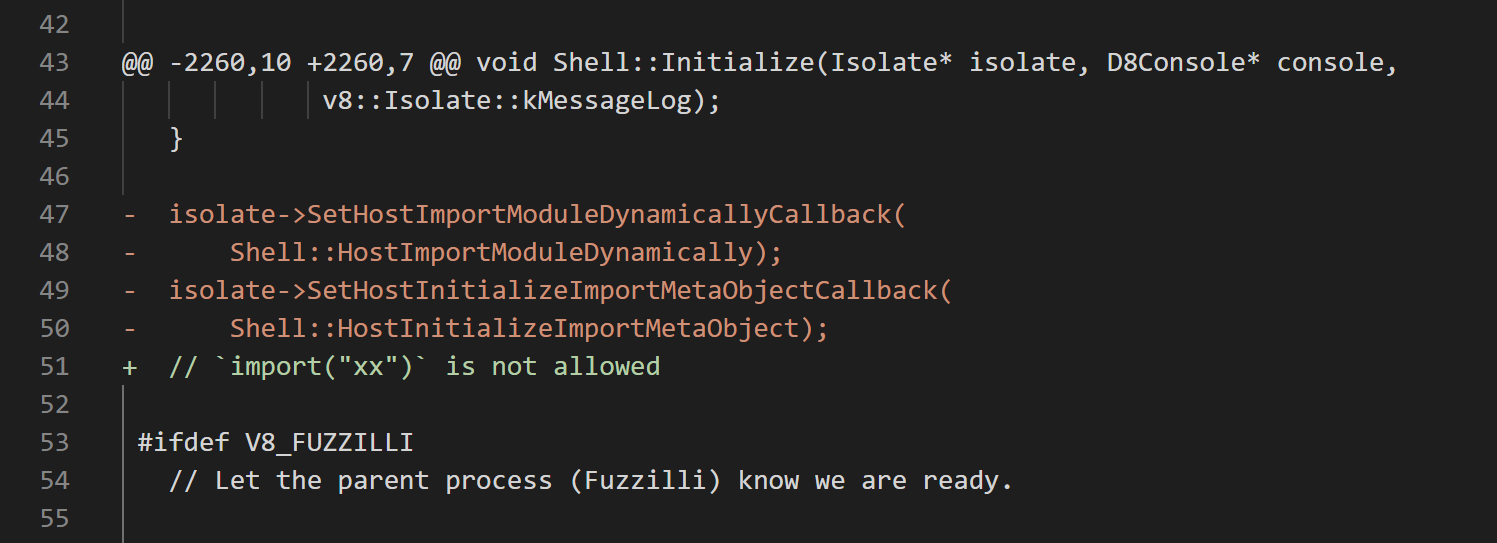 42
43 @@ -2260,10 +2260,7 @@ void Shell::Initialize(Isolate* isolate, D8Console* console,
44 v8::Isolate::kMessageLog);
45 }
46
47 - isolate->SetHostImportModuleDynamicallyCallback(
48 - Shell::HostImportModuleDynamically);
49 - isolate->SetHostInitializeImportMetaObjectCallback(
50 - Shell::HostInitializeImportMetaObject);
51 + // `import("xx")` is not allowed
52
53 #ifdef V8_FUZZILLI
54 // Let the parent process (Fuzzilli) know we are ready.
55